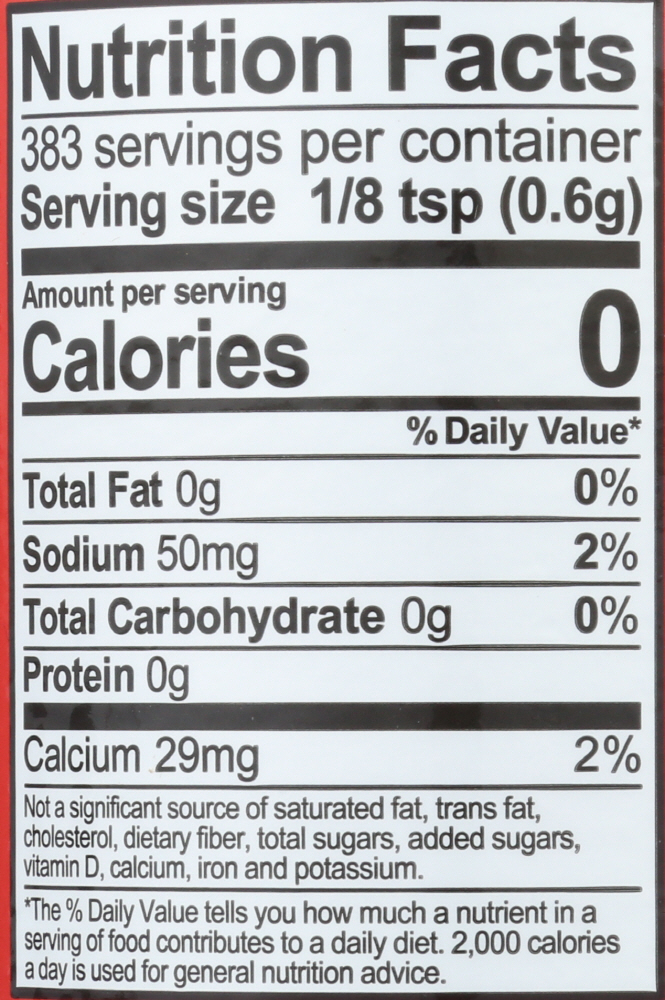 Nutrition Facts
383 servings per container
Serving size 1/8 tsp (0.6g)
Amount per serving
Calories 0
% Daily Value*
Total Fat 0g 0%
Sodium 50mg 2%
Total Carbohydrate 0g 0%
Protein 0g
Calcium 29mg 2%
Not a significant source of saturated fat, trans fat,
cholesterol, dietary fiber, total sugars, added sugars,
vitamin D, calcium, iron and potassium.
*The % Daily Value tells you how much a nutrient in a
serving of food contributes to a daily diet. 2,000 calories
a day is used for general nutrition advice.